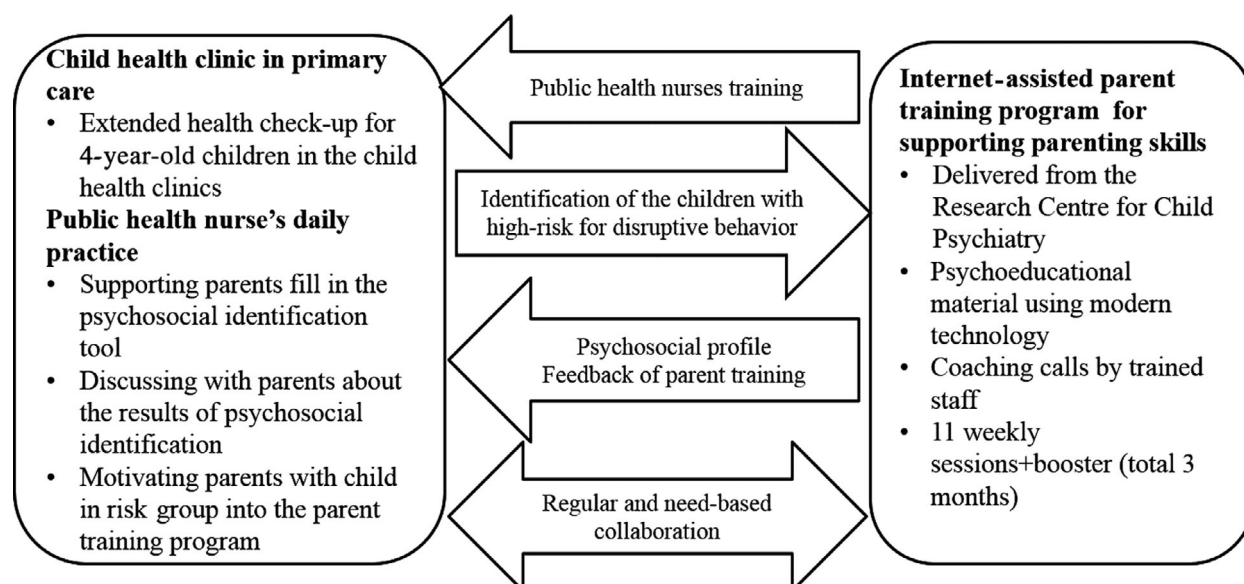 Child health clinic in primary
care
• Extended health check-up for
4-year-old children in the child
health clinics
Public health nurse's daily
practice
• Supporting parents fill in the
psychosocial identification
tool
• Discussing with parents about
the results of psychosocial
identification
• Motivating parents with child
in risk group into the parent
training program
Public health nurses training
Identification of the children with
high-risk for disruptive behavior
Psychosocial profile
Feedback of parent training
Regular and need-based
collaboration
Internet-assisted parent
training program for
supporting parenting skills
• Delivered from the
Research Centre for Child
Psychiatry
• Psychoeducational
material using modern
technology
• Coaching calls by trained
staff
• 11 weekly
sessions+booster (total 3
months)